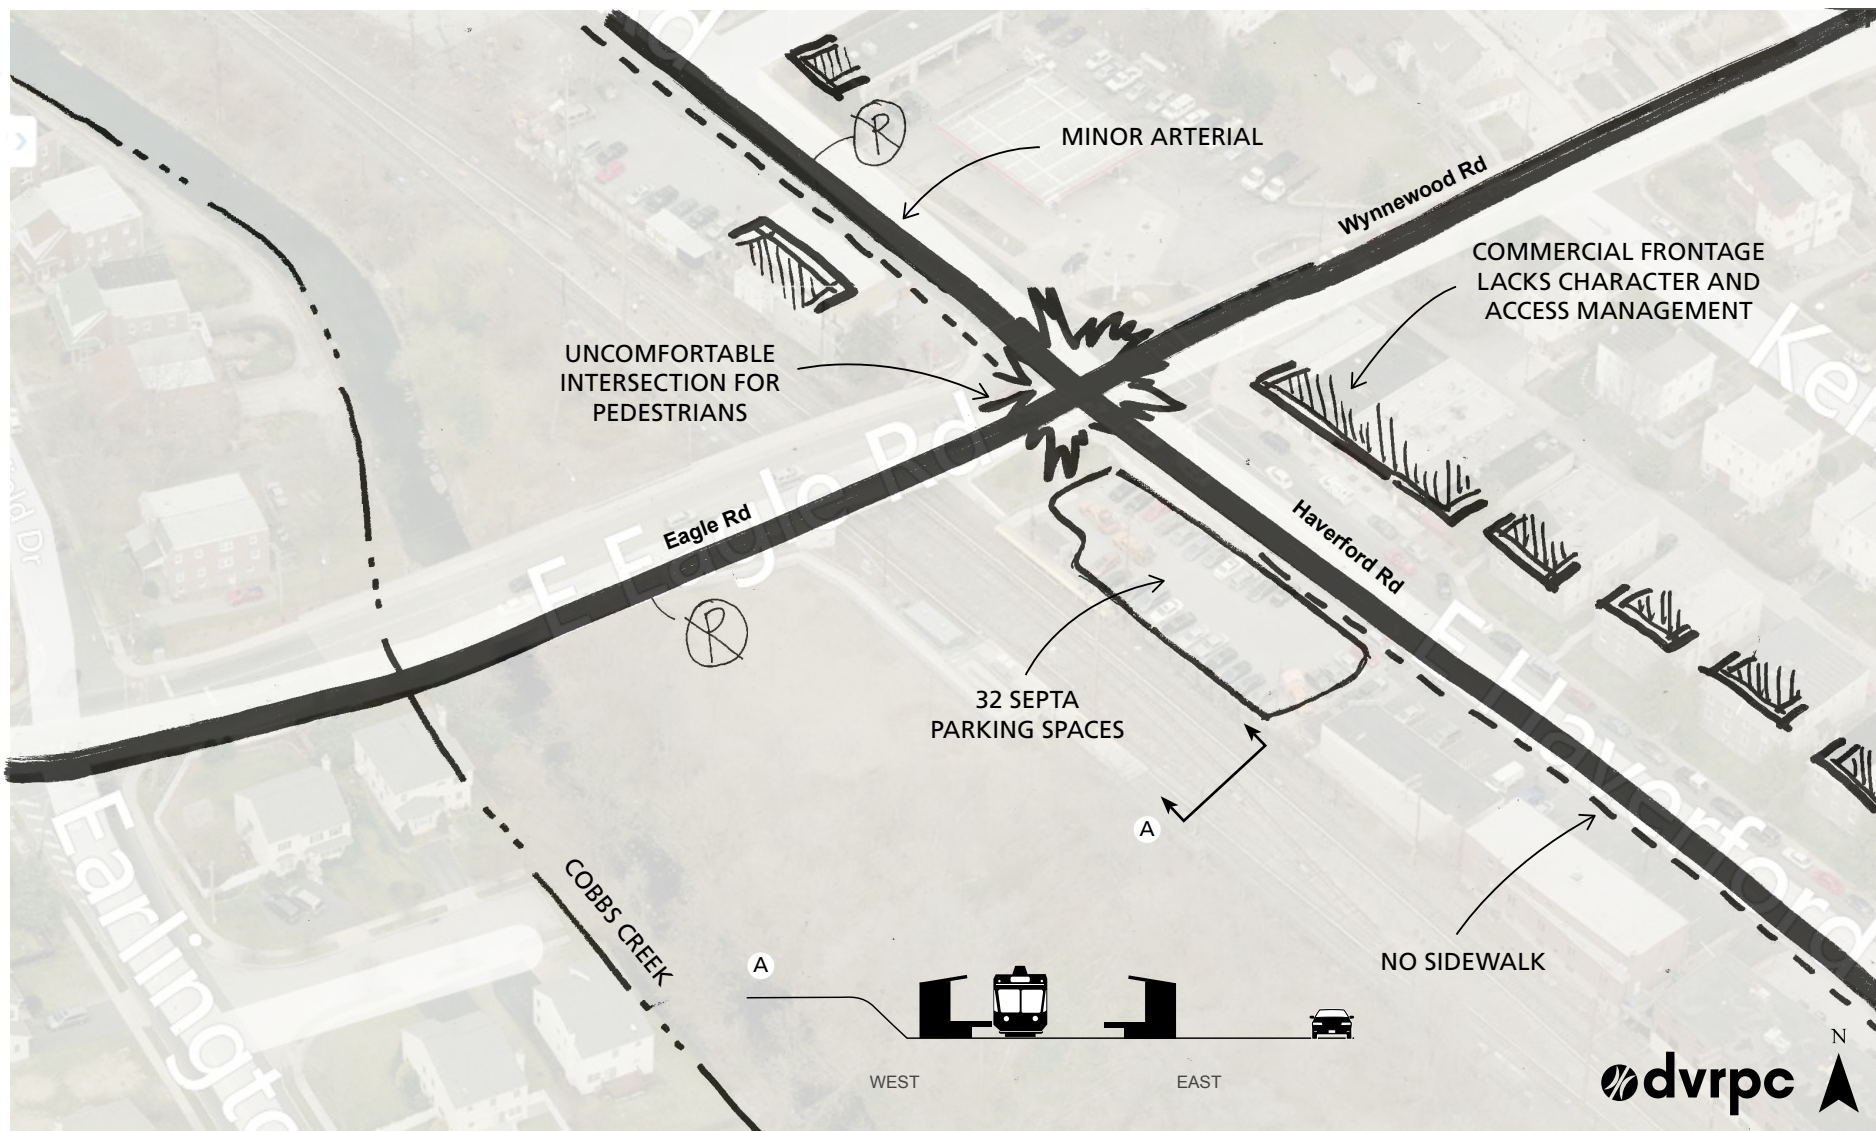 MINOR ARTERIAL
Wynnewood Rd
COMMERCIAL FRONTAGE
LACKS CHARACTER AND
ACCESS MANAGEMENT
UNCOMFORTABLE
INTERSECTION FOR
PEDESTRIANS
Eagle Rd
E Eagle Rd
Haverford Rd
E Haverford
32 SEPTA
PARKING SPACES
A
NO SIDEWALK
COBBS CREEK
Earlington
A
WEST
EAST
N
dvrpc
R
R